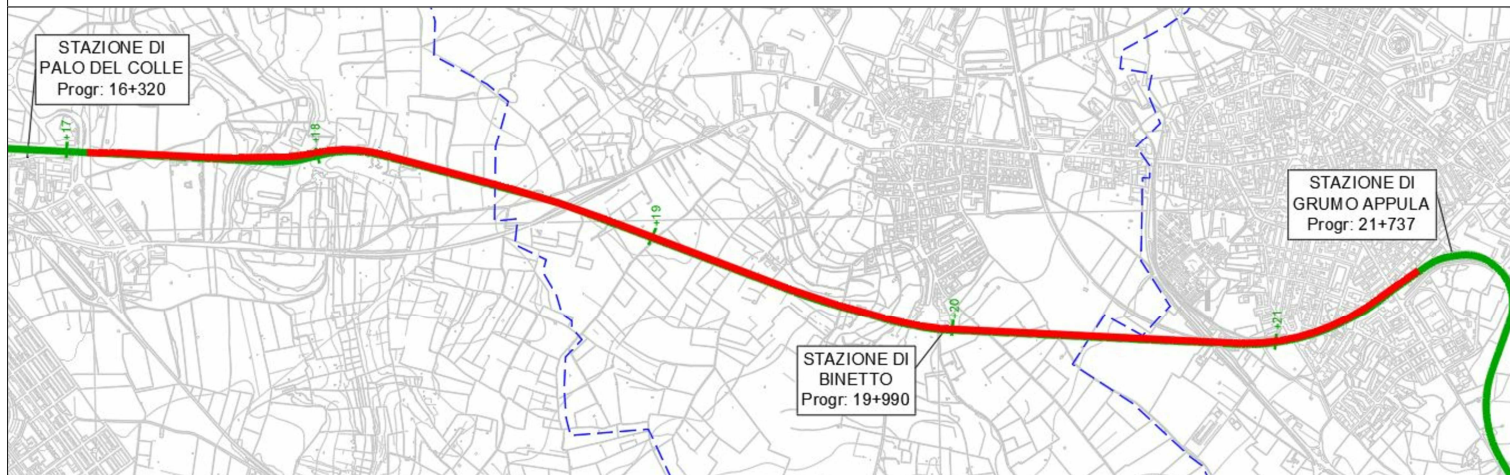 STAZIONE DI
PALO DEL COLLE
Progr: 16+320
+17
+18
+19
STAZIONE DI
BINETTO
Progr: 19+990
+20
+21
STAZIONE DI
GRUMO APPULA
Progr: 21+737